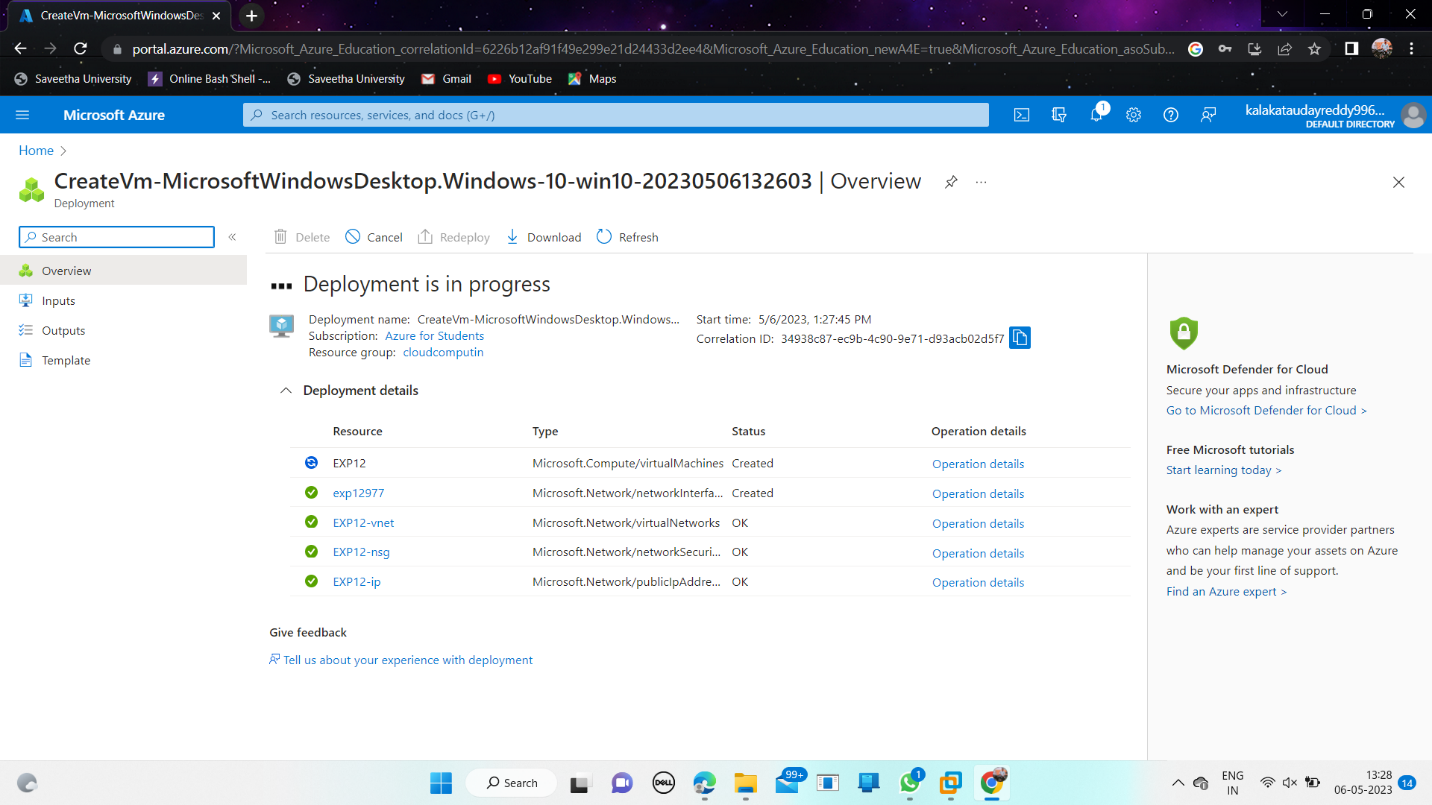 CreateVm-MicrosoftWindowsDes
portal.azure.com/?Microsoft_Azure_Education_correlationId=6226b12af91f49e299e21d24433d2ee4&Microsoft_Azure_Education_newA4E=true&Microsoft_Azure_Education_asoSub...
Saveetha University
Online Bash Shell -...
Saveetha University
Gmail
YouTube
Maps
Microsoft Azure
Search resources, services, and docs (G+/)
1
kalakataudayreddy996...
DEFAULT DIRECTORY
Home
CreateVm-MicrosoftWindowsDesktop.Windows-10-win10-20230506132603 | Overview
Deployment
Search
Delete
Cancel
Redeploy
Download
Refresh
Overview
Inputs
Outputs
Template
Deployment is in progress
Deployment name: CreateVm-MicrosoftWindowsDesktop.Windows...
Subscription: Azure for Students
Resource group: cloudcomputin
Start time: 5/6/2023, 1:27:45 PM
Correlation ID: 34938c87-ec9b-4c90-9e71-d93acb02d5f7
Deployment details
Resource Type Status Operation details
EXP12 Microsoft.Compute/virtualMachines Created Operation details
exp12977 Microsoft.Network/networkInterfa... Created Operation details
EXP12-vnet Microsoft.Network/virtualNetworks OK Operation details
EXP12-nsg Microsoft.Network/networkSecuri... OK Operation details
EXP12-ip Microsoft.Network/publicIpAddre... OK Operation details
Give feedback
Tell us about your experience with deployment
Microsoft Defender for Cloud
Secure your apps and infrastructure
Go to Microsoft Defender for Cloud >
Free Microsoft tutorials
Start learning today >
Work with an expert
Azure experts are service provider partners
who can help manage your assets on Azure
and be your first line of support.
Find an Azure expert >
Search
DELL
99+
1
ENG
IN
13:28
06-05-2023
14